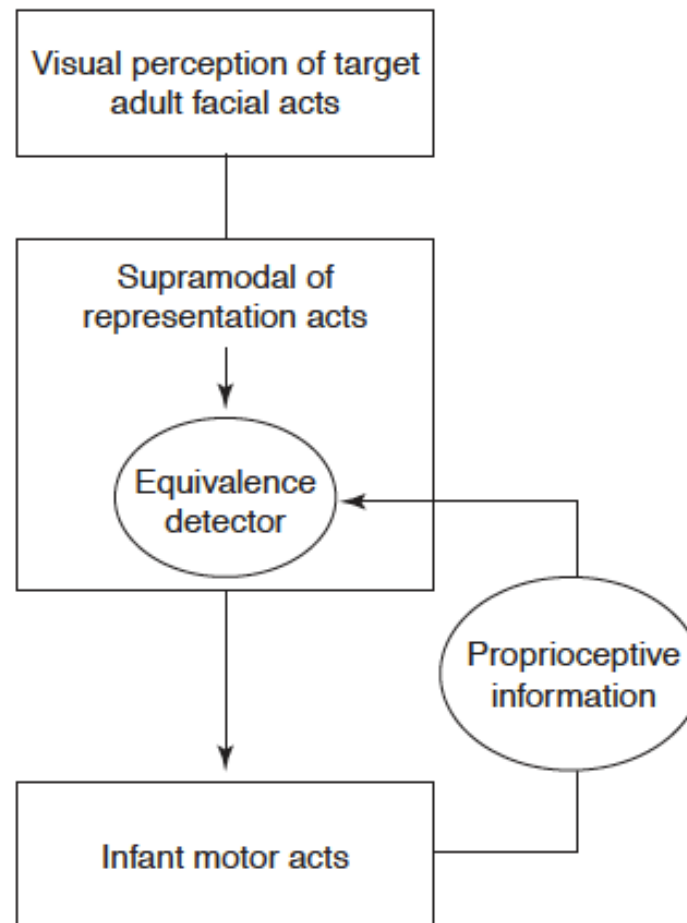 Visual perception of target
adult facial acts
Supramodal of
representation acts
Equivalence
detector
Proprioceptive
information
Infant motor acts